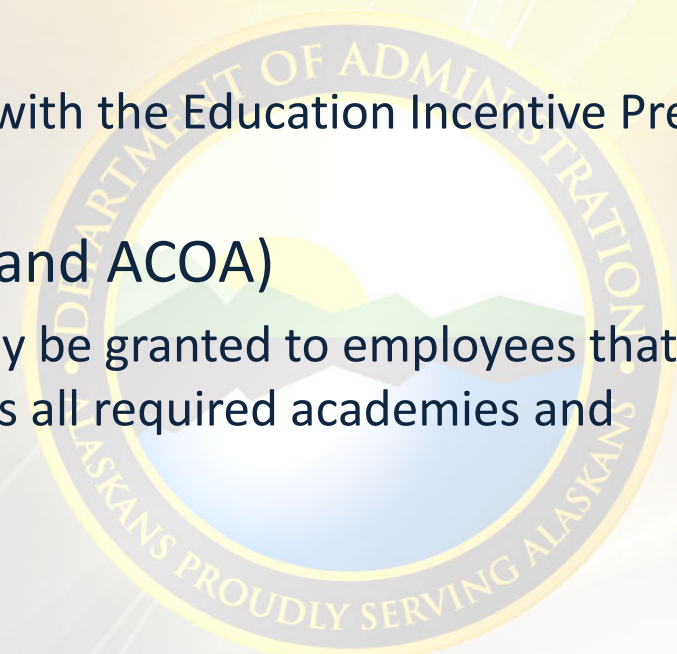 with the Education Incentive Pre
and ACOA)
y be granted to employees that
s all required academies and
DEPARTMENT OF ADMINISTRATION
ALASKANS PROUDLY SERVING ALASKANS